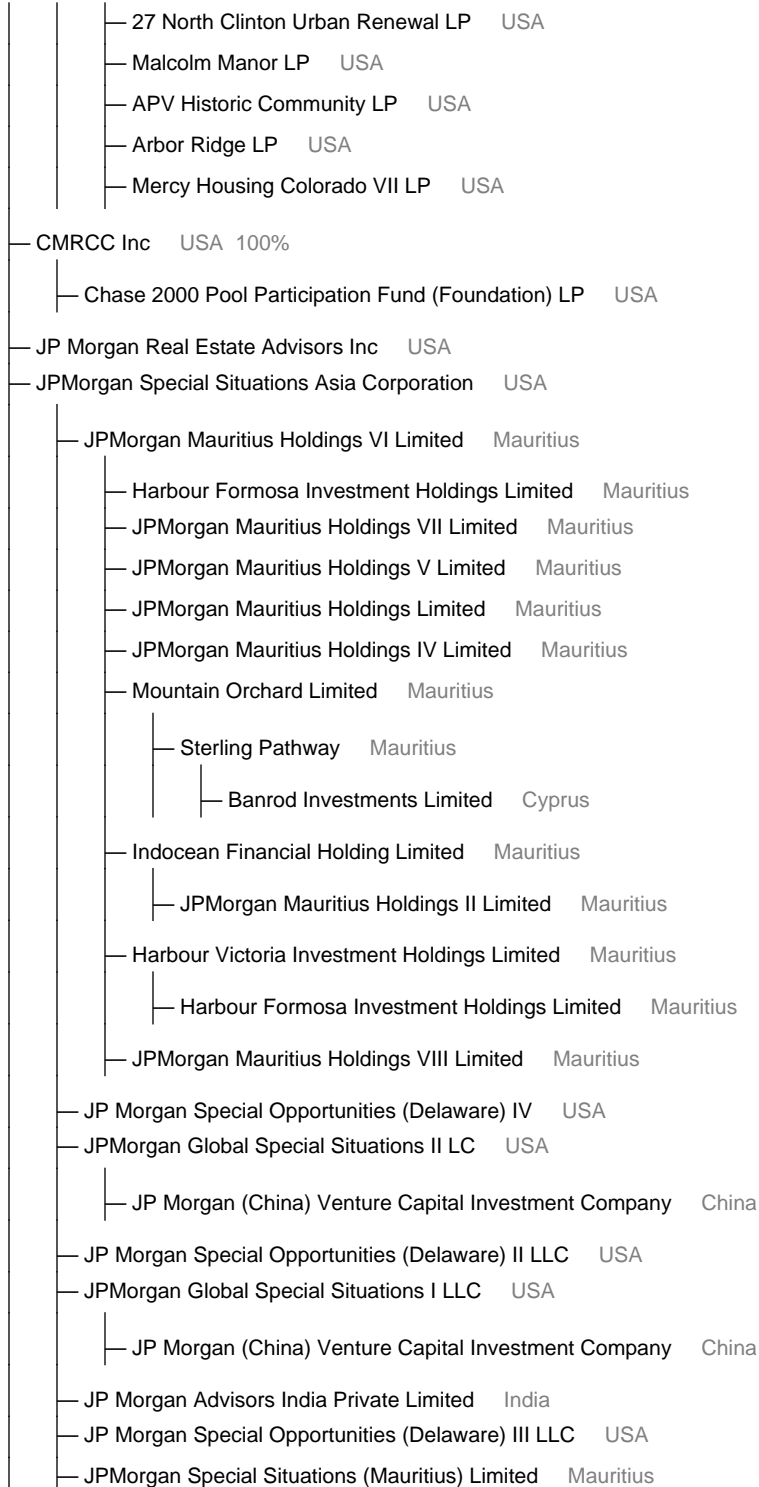 27 North Clinton Urban Renewal LP USA
Malcolm Manor LP USA
APV Historic Community LP USA
Arbor Ridge LP USA
Mercy Housing Colorado VII LP USA
CMRCC Inc USA 100%
Chase 2000 Pool Participation Fund (Foundation) LP USA
JP Morgan Real Estate Advisors Inc USA
JPMorgan Special Situations Asia Corporation USA
JPMorgan Mauritius Holdings VI Limited Mauritius
Harbour Formosa Investment Holdings Limited Mauritius
JPMorgan Mauritius Holdings VII Limited Mauritius
JPMorgan Mauritius Holdings V Limited Mauritius
JPMorgan Mauritius Holdings Limited Mauritius
JPMorgan Mauritius Holdings IV Limited Mauritius
Mountain Orchard Limited Mauritius
Sterling Pathway Mauritius
Banrod Investments Limited Cyprus
Indocean Financial Holding Limited Mauritius
JPMorgan Mauritius Holdings II Limited Mauritius
Harbour Victoria Investment Holdings Limited Mauritius
Harbour Formosa Investment Holdings Limited Mauritius
JPMorgan Mauritius Holdings VIII Limited Mauritius
JP Morgan Special Opportunities (Delaware) IV USA
JPMorgan Global Special Situations II LC USA
JP Morgan (China) Venture Capital Investment Company China
JP Morgan Special Opportunities (Delaware) II LLC USA
JPMorgan Global Special Situations I LLC USA
JP Morgan (China) Venture Capital Investment Company China
JP Morgan Advisors India Private Limited India
JP Morgan Special Opportunities (Delaware) III LLC USA
JPMorgan Special Situations (Mauritius) Limited Mauritius